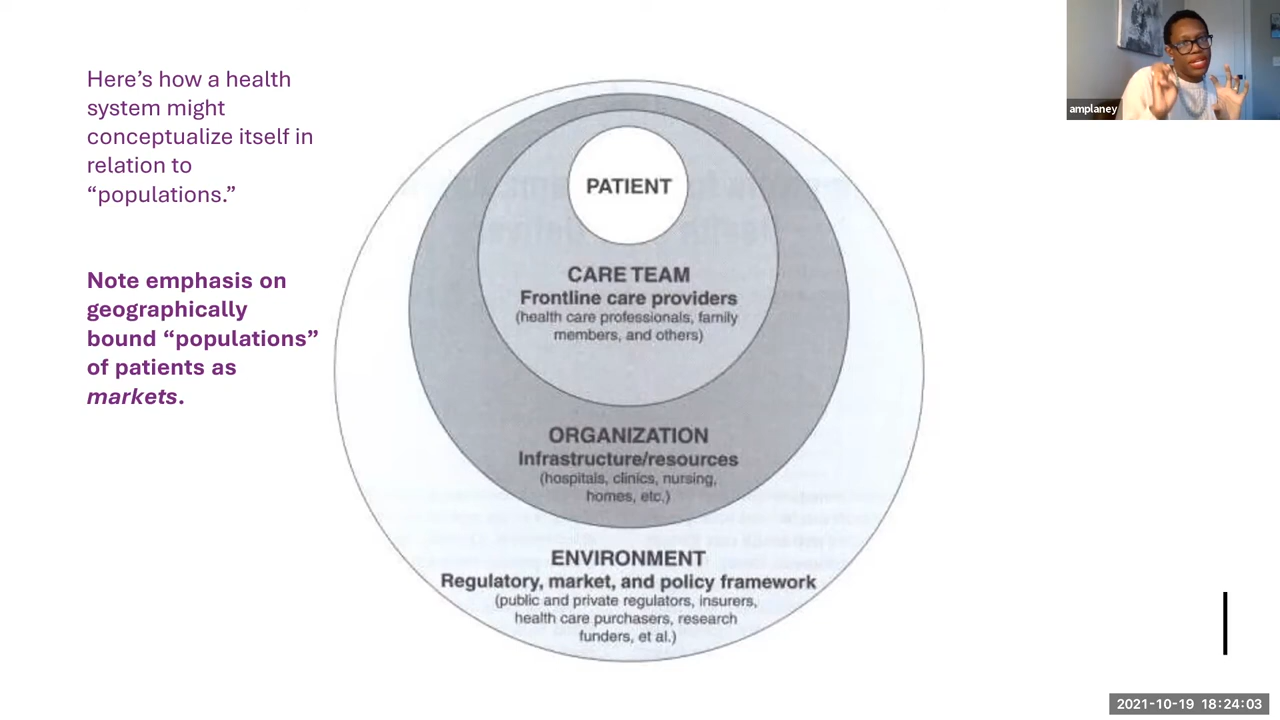 Here’s how a health
system might
conceptualize itself in
relation to
“populations.”
Note emphasis on
geographically
bound “populations”
of patients as
markets.
PATIENT
CARE TEAM
Frontline care providers
(health care professionals, family
members, and others)
ORGANIZATION
Infrastructure/resources
(hospitals, clinics, nursing,
homes, etc.)
ENVIRONMENT
Regulatory, market, and policy framework
(public and private regulators, insurers,
health care purchasers, research
funders, et al.)
amplaney
2021-10-19 18:24:03